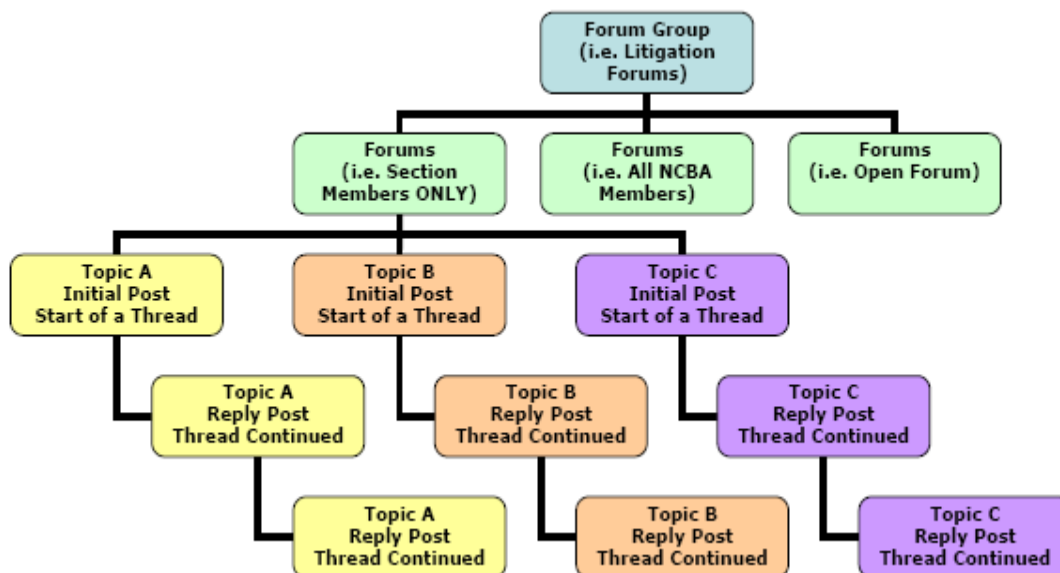 Forum Group
(i.e. Litigation
Forums)
Forums
(i.e. Section
Members ONLY)
Forums
(i.e. All NCBA
Members)
Forums
(i.e. Open Forum)
Topic A
Initial Post
Start of a Thread
Topic B
Initial Post
Start of a Thread
Topic C
Initial Post
Start of a Thread
Topic A
Reply Post
Thread Continued
Topic B
Reply Post
Thread Continued
Topic C
Reply Post
Thread Continued
Topic A
Reply Post
Thread Continued
Topic B
Reply Post
Thread Continued
Topic C
Reply Post
Thread Continued